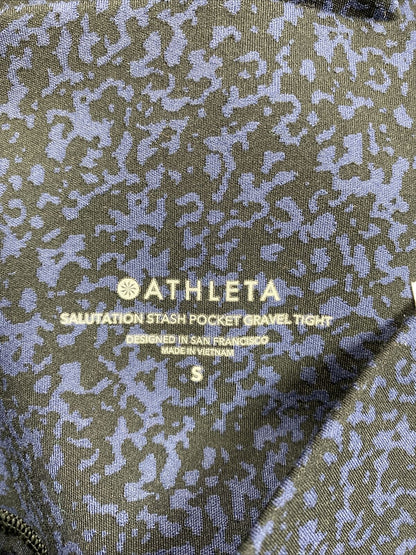 ATHLETA
SALUTATION STASH POCKET GRAVEL TIGHT
DESIGNED IN SAN FRANCISCO
MADE IN VIETNAM
S